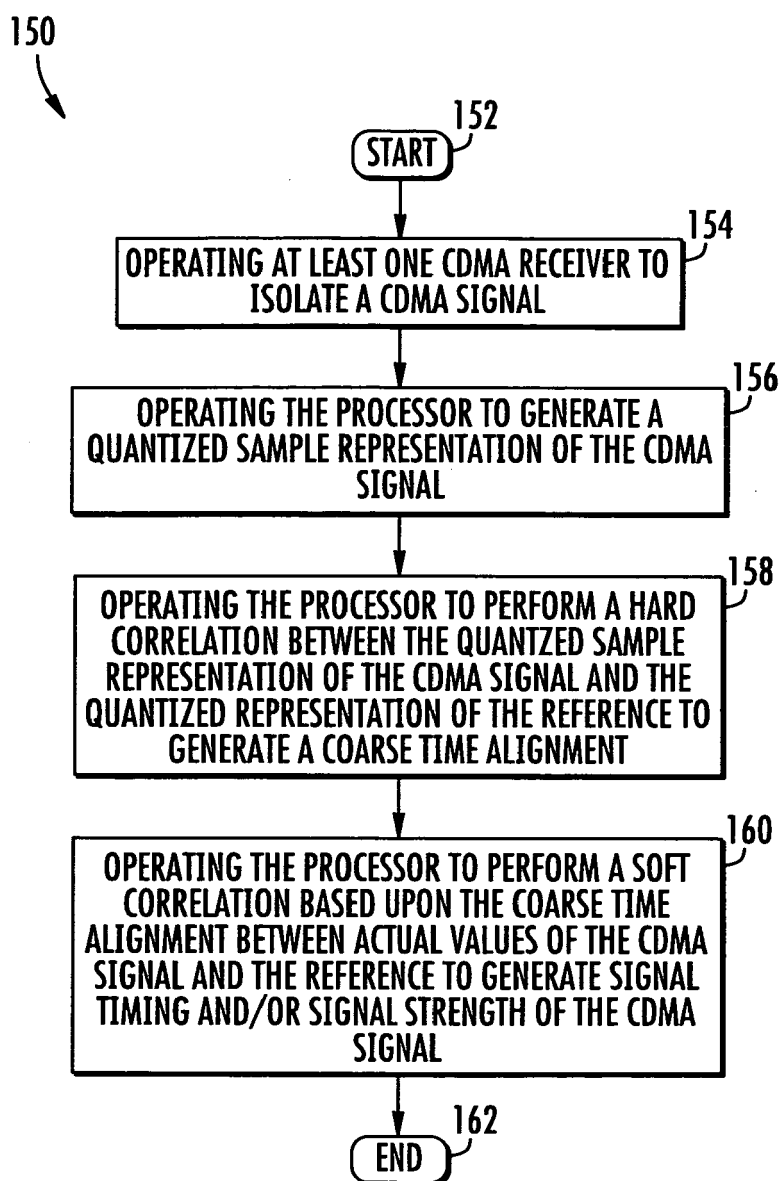 150
152
START
154
OPERATING AT LEAST ONE CDMA RECEIVER TO
ISOLATE A CDMA SIGNAL
156
OPERATING THE PROCESSOR TO GENERATE A
QUANTIZED SAMPLE REPRESENTATION OF THE CDMA
SIGNAL
158
OPERATING THE PROCESSOR TO PERFORM A HARD
CORRELATION BETWEEN THE QUANTZED SAMPLE
REPRESENTATION OF THE CDMA SIGNAL AND THE
QUANTIZED REPRESENTATION OF THE REFERENCE TO
GENERATE A COARSE TIME ALIGNMENT
160
OPERATING THE PROCESSOR TO PERFORM A SOFT
CORRELATION BASED UPON THE COARSE TIME
ALIGNMENT BETWEEN ACTUAL VALUES OF THE CDMA
SIGNAL AND THE REFERENCE TO GENERATE SIGNAL
TIMING AND/OR SIGNAL STRENGTH OF THE CDMA
SIGNAL
162
END